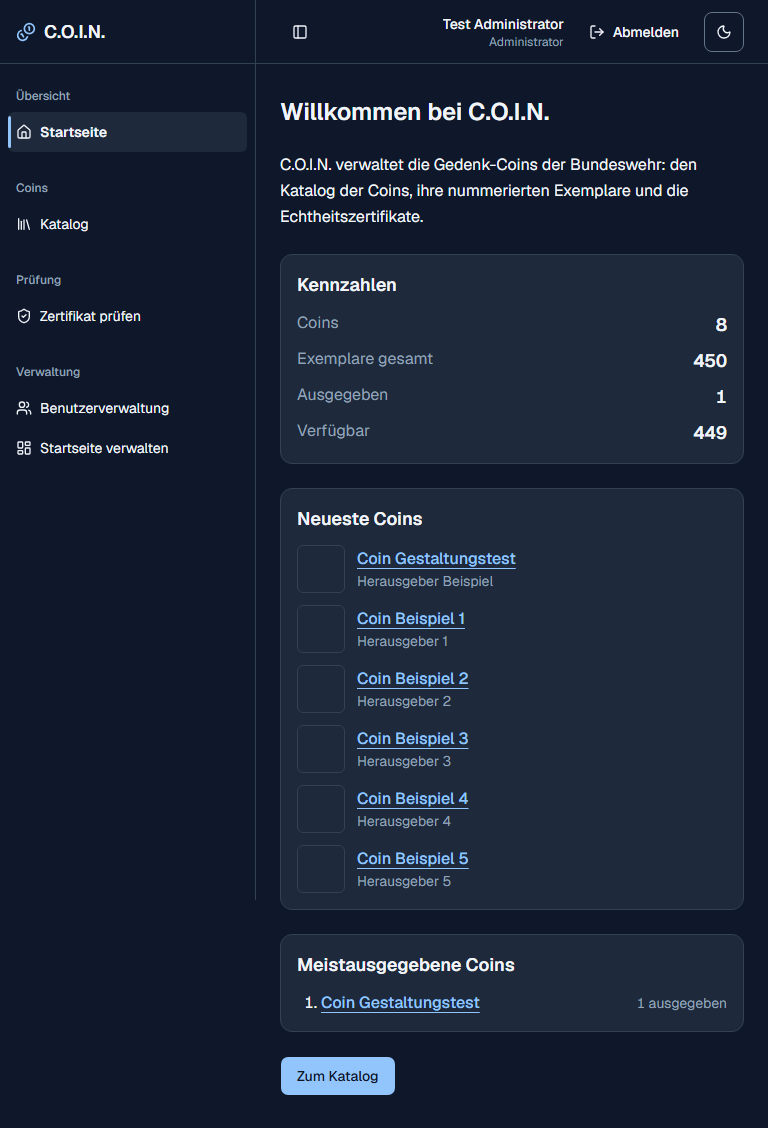 C.O.I.N.
Test Administrator
Administrator
Abmelden
Übersicht
Startseite
Coins
Katalog
Prüfung
Zertifikat prüfen
Verwaltung
Benutzerverwaltung
Startseite verwalten
Willkommen bei C.O.I.N.
C.O.I.N. verwaltet die Gedenk-Coins der Bundeswehr: den
Katalog der Coins, ihre nummerierten Exemplare und die
Echtheitszertifikate.
Kennzahlen
Coins 8
Exemplare gesamt 450
Ausgegeben 1
Verfügbar 449
Neueste Coins
Coin Gestaltungstest
Herausgeber Beispiel
Coin Beispiel 1
Herausgeber 1
Coin Beispiel 2
Herausgeber 2
Coin Beispiel 3
Herausgeber 3
Coin Beispiel 4
Herausgeber 4
Coin Beispiel 5
Herausgeber 5
Meistausgegebene Coins
1. Coin Gestaltungstest 1 ausgegeben
Zum Katalog